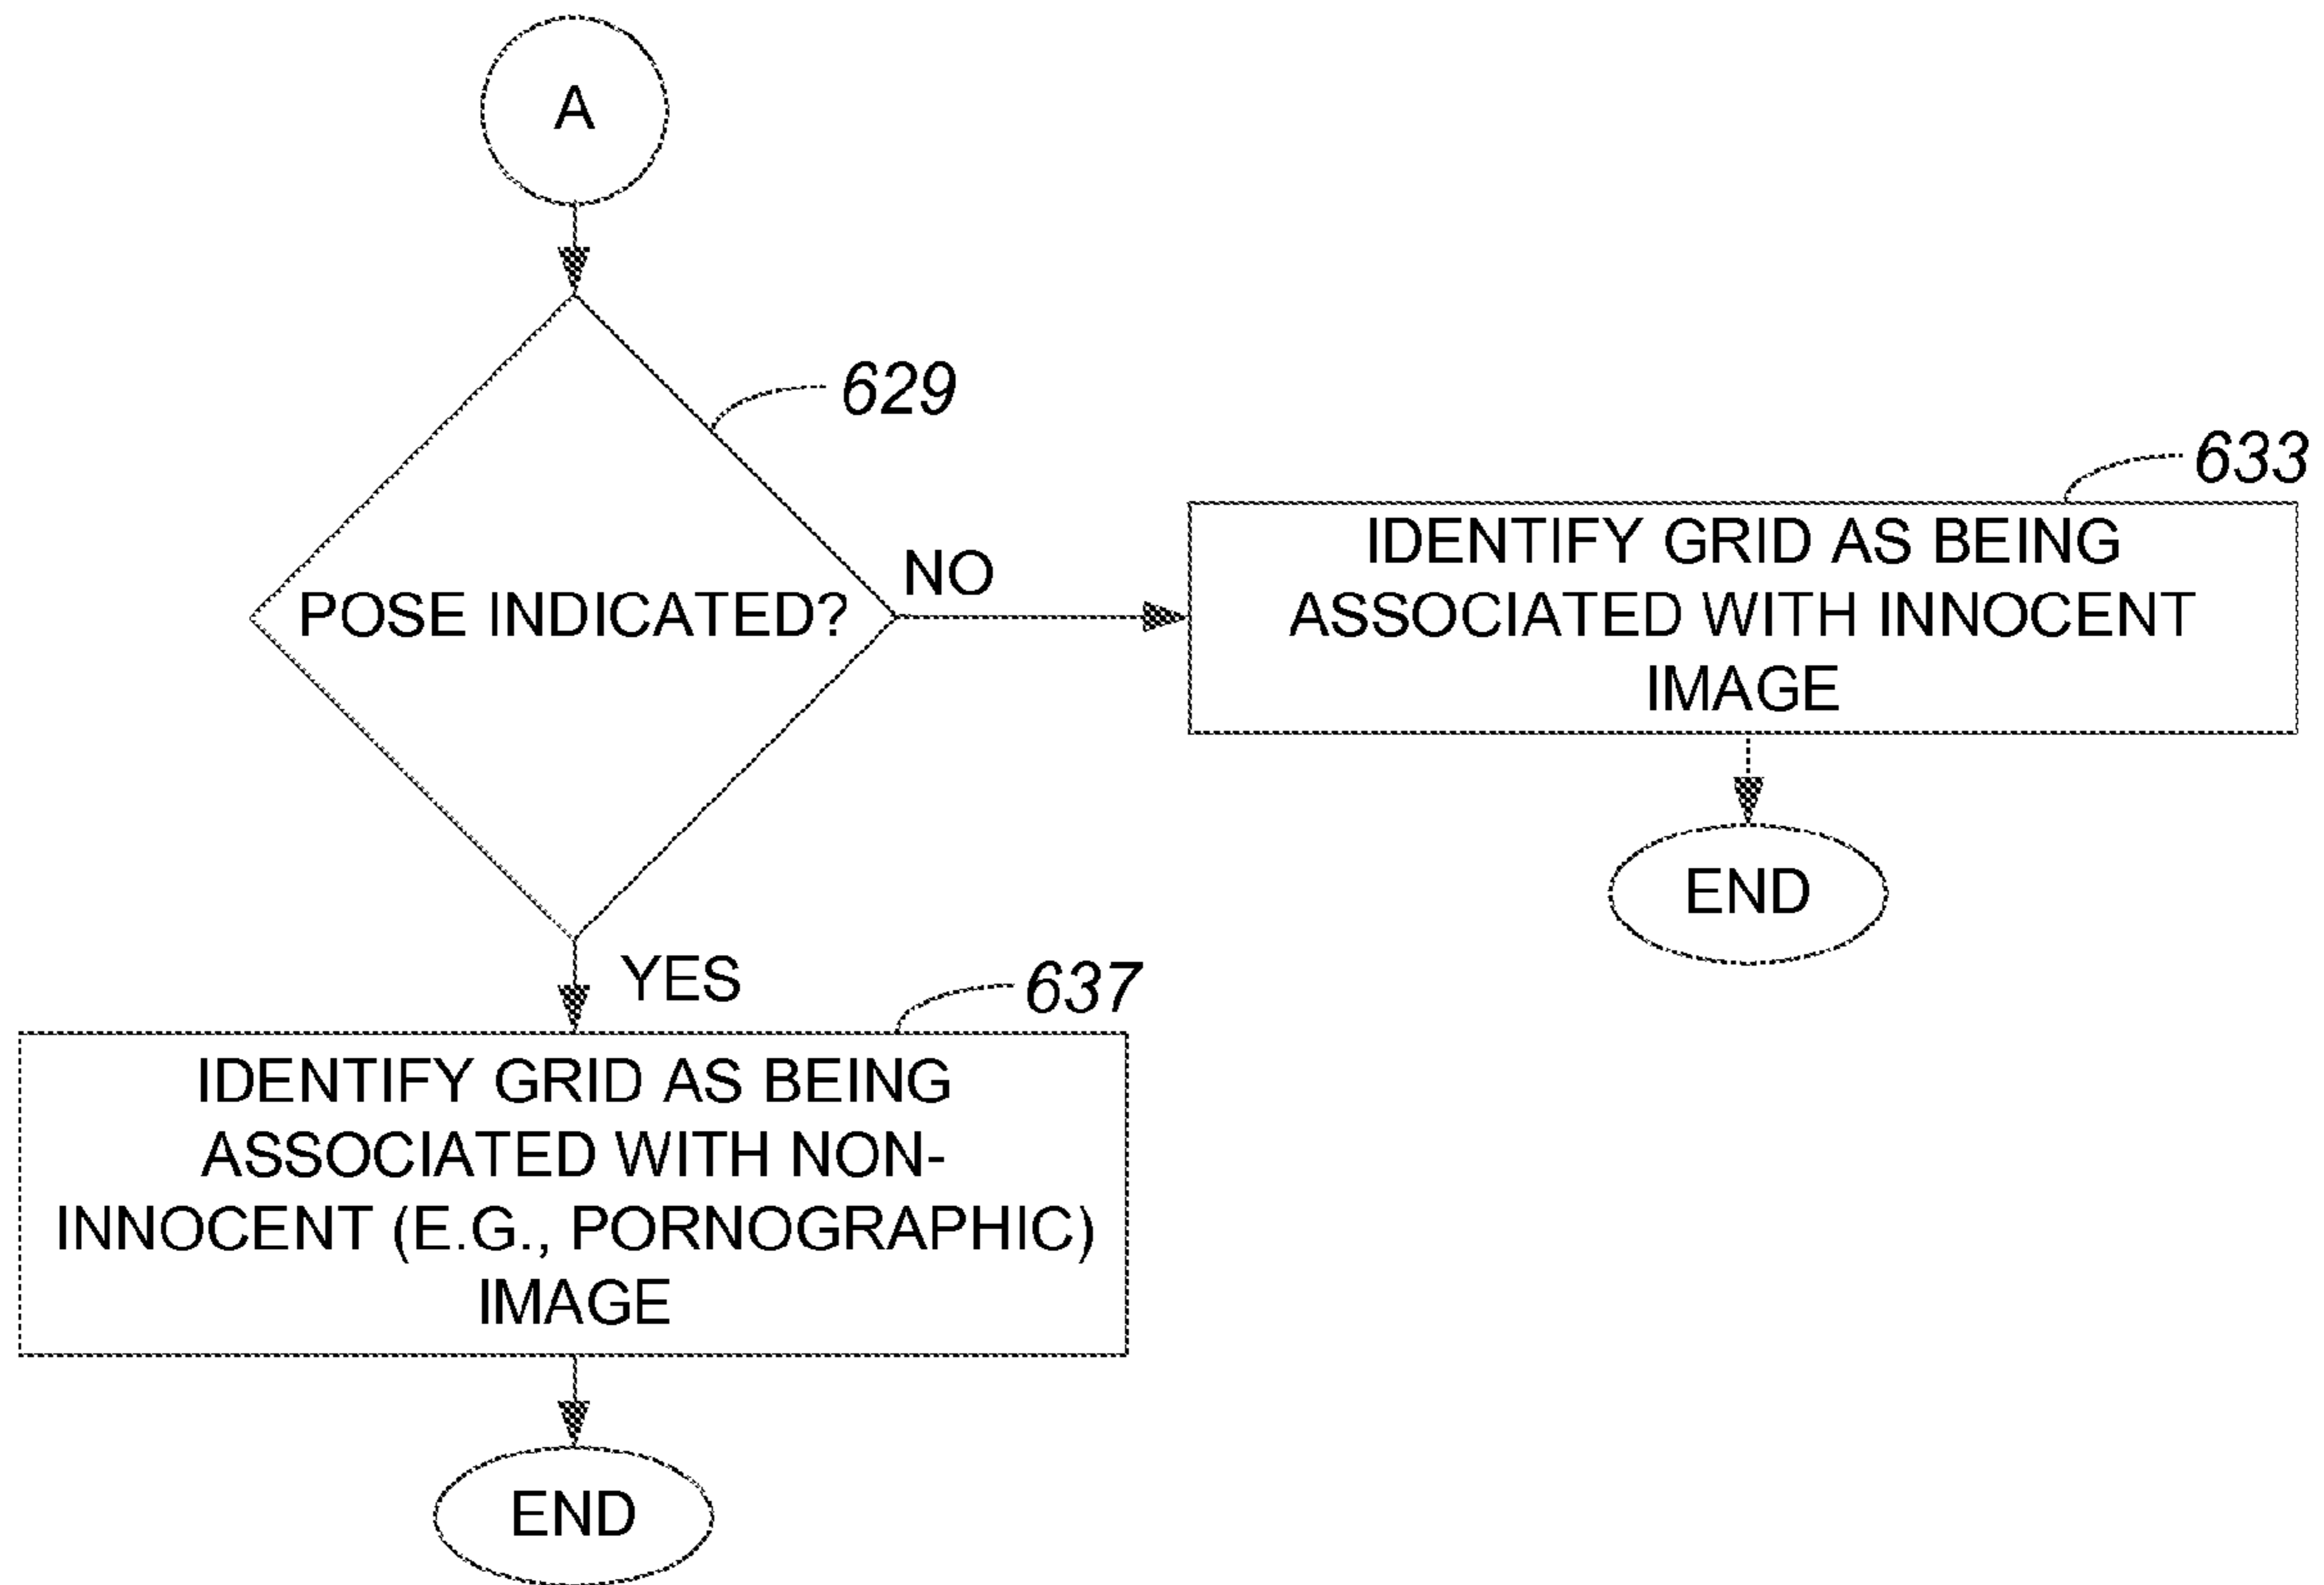 A
629
POSE INDICATED?
NO
633
IDENTIFY GRID AS BEING
ASSOCIATED WITH INNOCENT
IMAGE
END
YES
637
IDENTIFY GRID AS BEING
ASSOCIATED WITH NON-
INNOCENT (E.G., PORNOGRAPHIC)
IMAGE
END